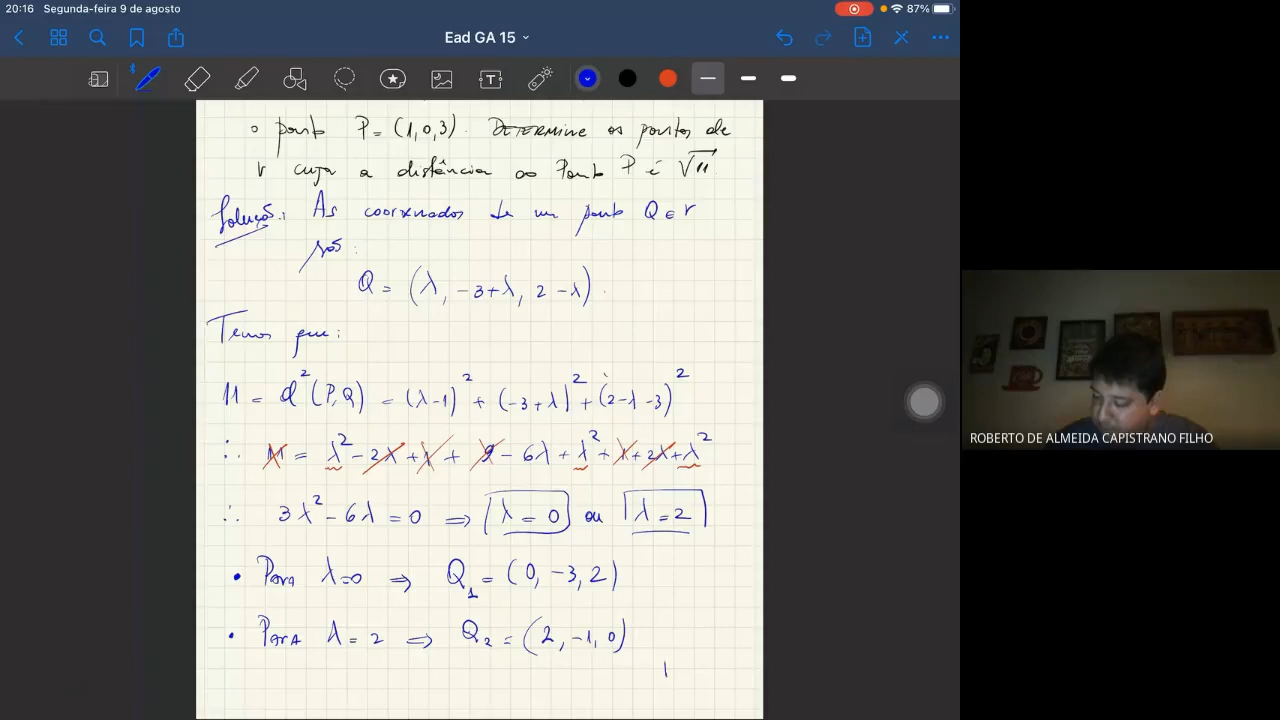 20:16 Segunda-feira 9 de agosto
87%
Ead GA 15
o ponto P = (1,0,3). DETERMINE os pontos de
r cuja a distância ao Ponto P é √11
Solução: As coordenadas de um ponto Q ∈ r
são:
Q = (λ, -3+λ, 2-λ).
Temos que:
11 = d²(P,Q) = (λ-1)² + (-3+λ)² + (2-λ-3)²
∴ 11 = λ² - 2λ + 1 + 9 - 6λ + λ² + 1 + 2λ + λ²
∴ 3λ² - 6λ = 0 ⟹ λ = 0 ou λ = 2
• Para λ=0 ⟹ Q₁ = (0, -3, 2)
• Para λ = 2 ⟹ Q₂ = (2, -1, 0)
ROBERTO DE ALMEIDA CAPISTRANO FILHO